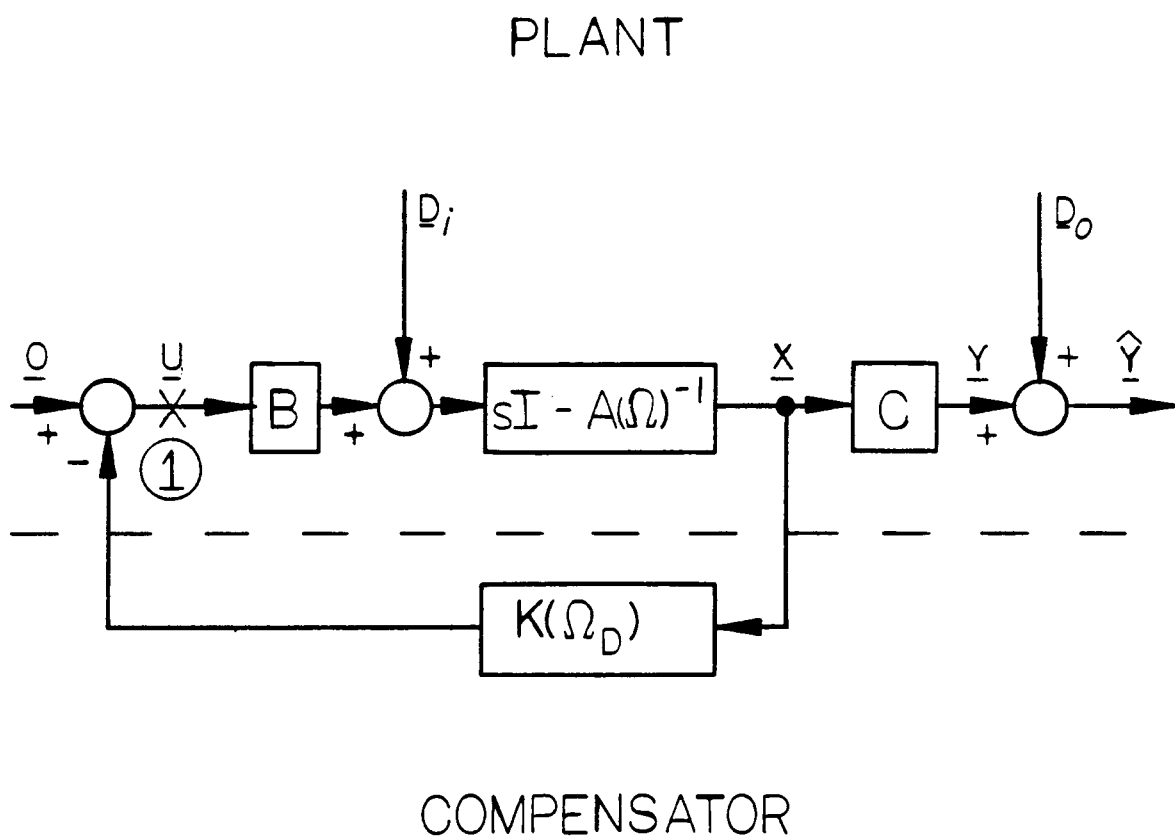 PLANT
D_i
D_o
0
+
-
U
1
B
+
+
sI - A(Ω)^-1
X
C
Y
+
+
Ŷ
K(Ω_D)
COMPENSATOR